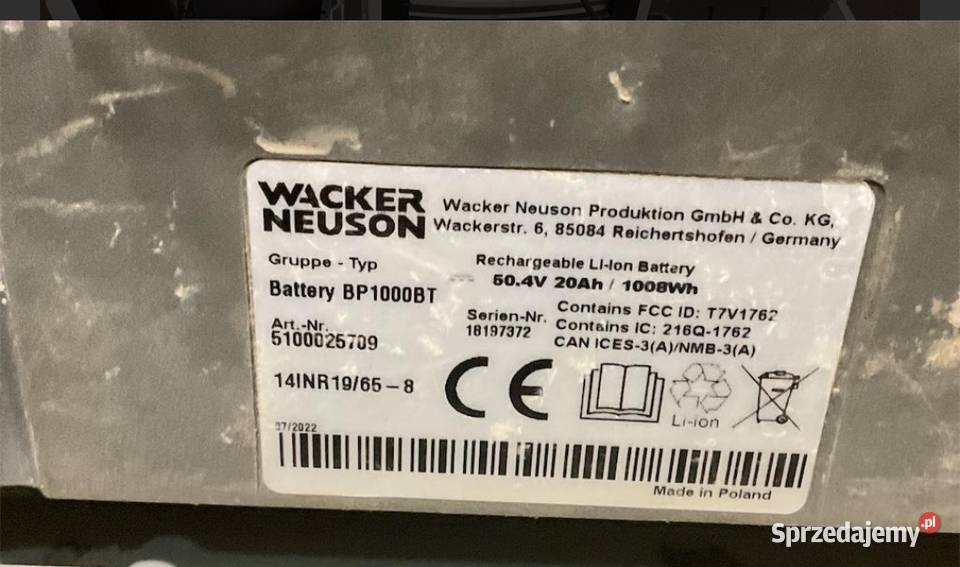 WACKER
NEUSON
Wacker Neuson Produktion GmbH & Co. KG,
Wackerstr. 6, 85084 Reichertshofen / Germany
Gruppe - Typ
Battery BP1000BT
Rechargeable Li-Ion Battery
50.4V 20Ah / 1008Wh
Art.-Nr.
5100025709
Serien-Nr.
18197372
Contains FCC ID: T7V1762
Contains IC: 216Q-1762
CAN ICES-3(A)/NMB-3(A)
14INR19/65-8
CE
Li-ion
07/2022
Made in Poland
Sprzedajemy.pl